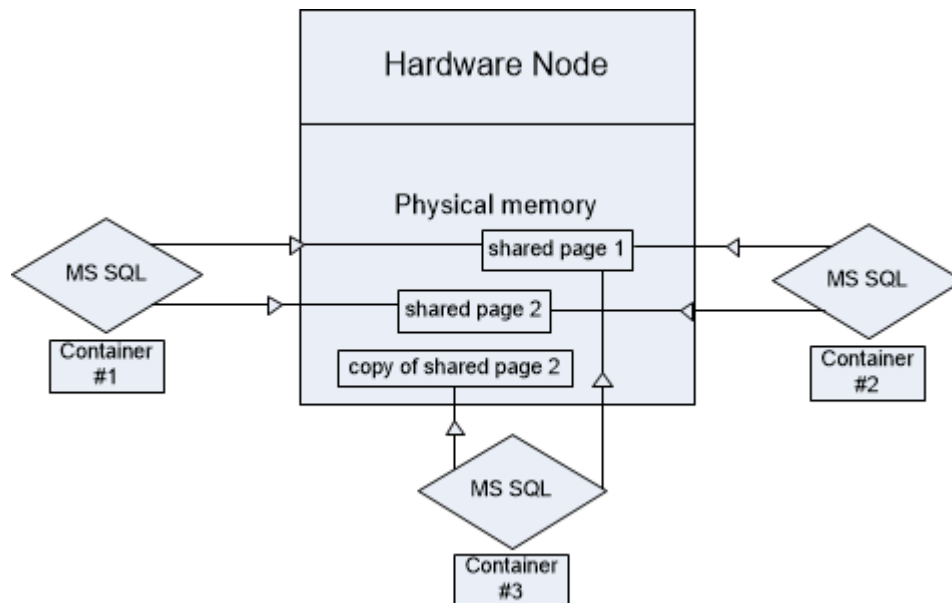 Hardware Node
Physical memory
shared page 1
MS SQL
MS SQL
shared page 2
Container
#1
copy of shared page 2
Container
#2
MS SQL
Container
#3